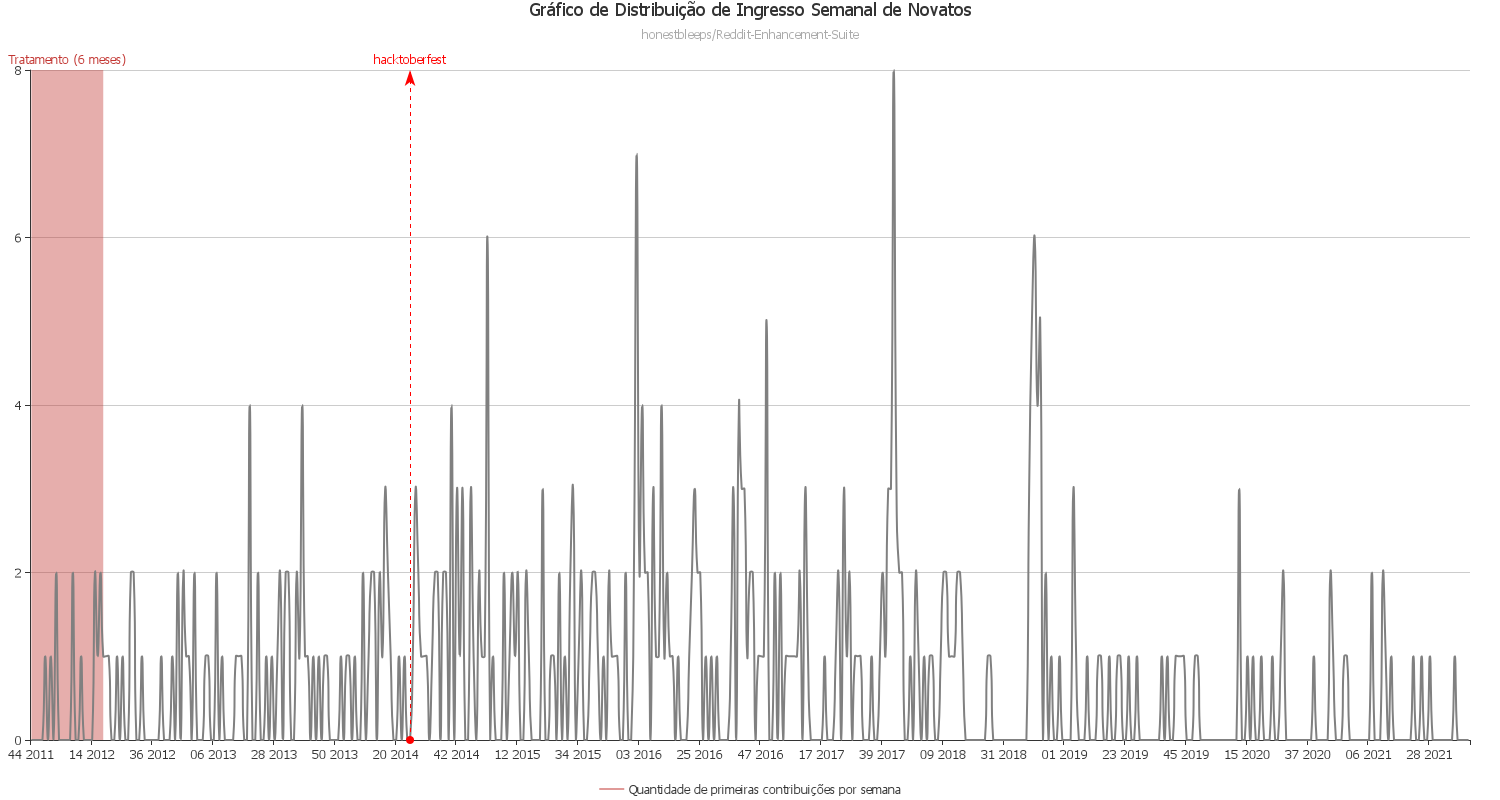 Gráfico de Distribuição de Ingresso Semanal de Novatos
honestbleeps/Reddit-Enhancement-Suite
Tratamento (6 meses)
hacktoberfest
8
6
4
2
0
44 2011 14 2012 36 2012 06 2013 28 2013 50 2013 20 2014 42 2014 12 2015 34 2015 03 2016 25 2016 47 2016 17 2017 39 2017 09 2018 31 2018 01 2019 23 2019 45 2019 15 2020 37 2020 06 2021 28 2021
Quantidade de primeiras contribuições por semana